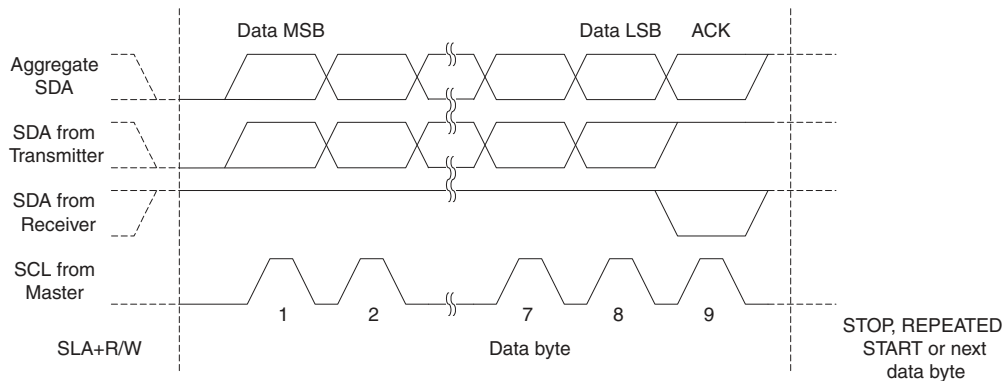 Data MSB
Data LSB
ACK
Aggregate
SDA
SDA from
Transmitter
SDA from
Receiver
SCL from
Master
1
2
7
8
9
SLA+R/W
Data byte
STOP, REPEATED
START or next
data byte